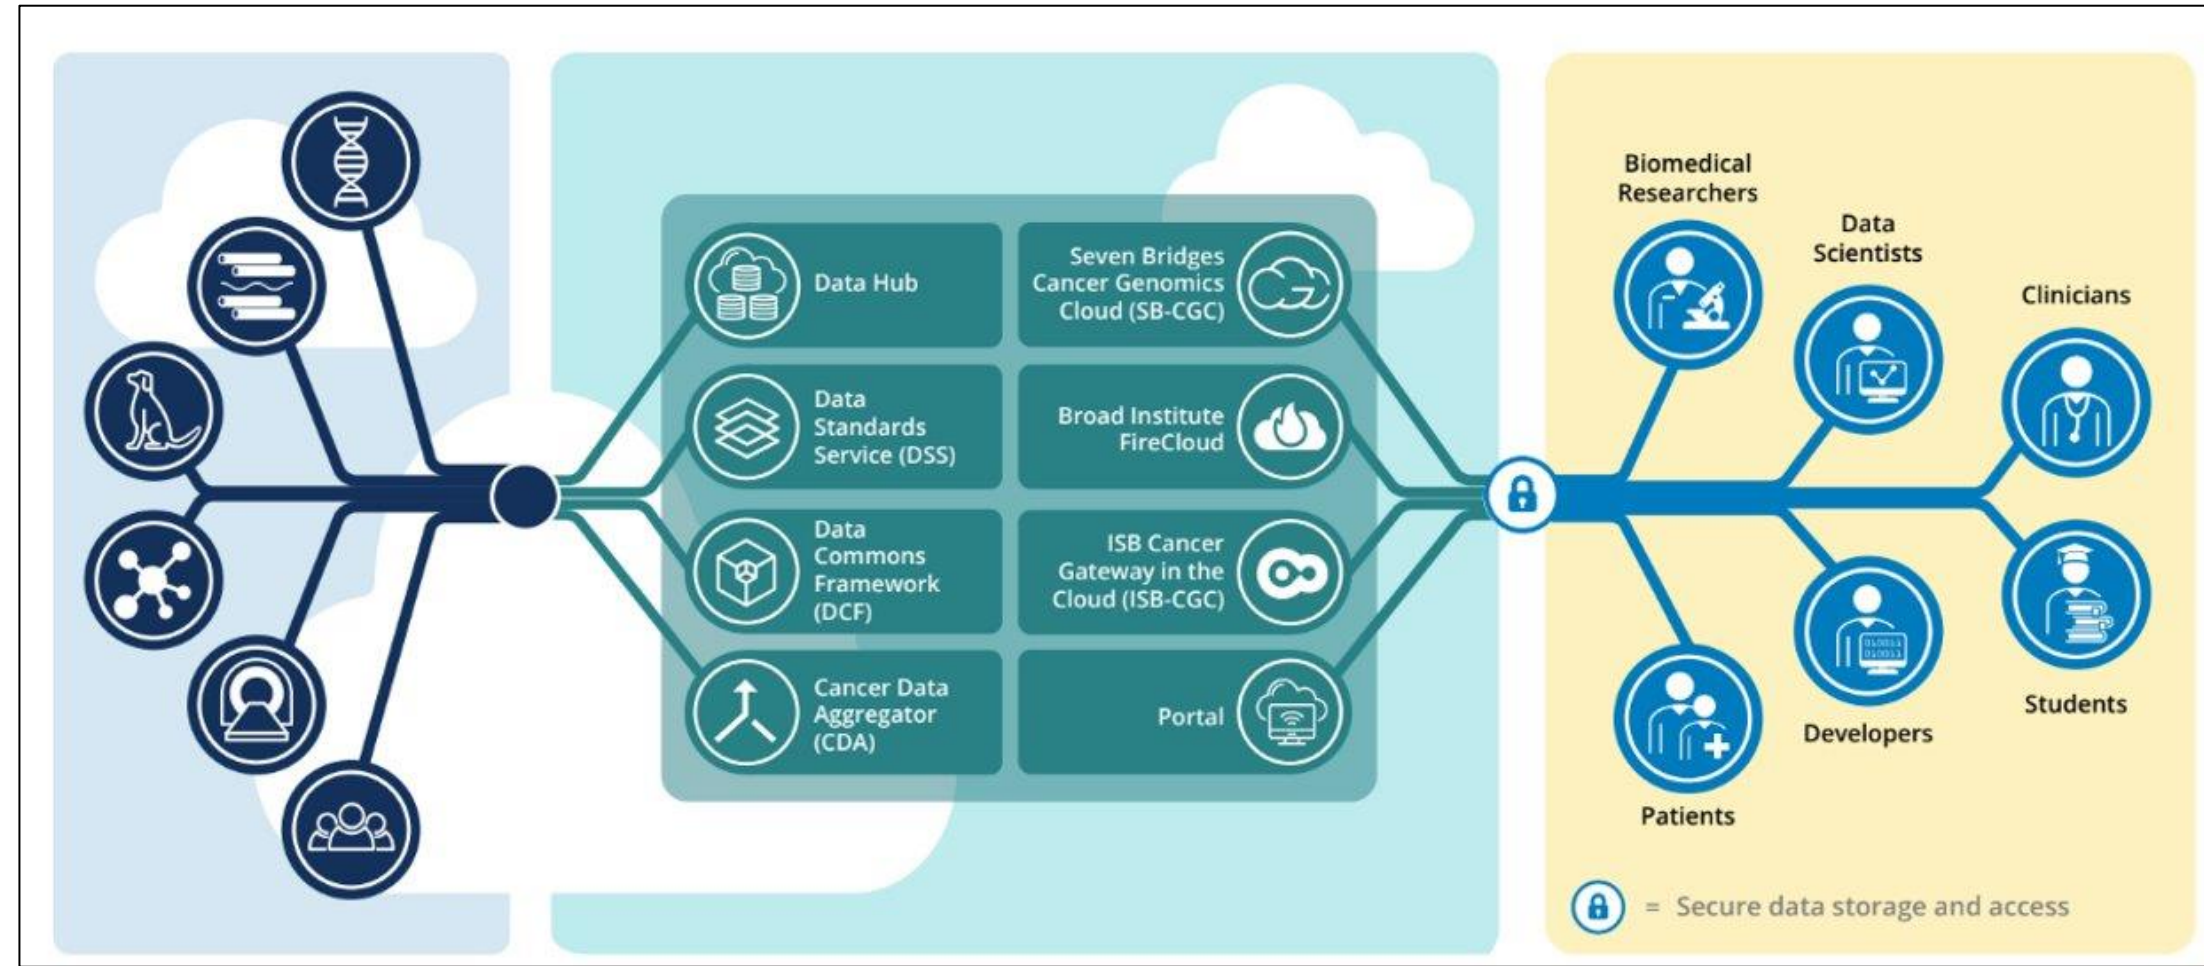 Data Hub
Data
Standards
Service (DSS)
Data
Commons
Framework
(DCF)
Cancer Data
Aggregator
(CDA)
Seven Bridges
Cancer Genomics
Cloud (SB-CGC)
Broad Institute
FireCloud
ISB Cancer
Gateway in the
Cloud (ISB-CGC)
Portal
Biomedical
Researchers
Data
Scientists
Clinicians
Patients
Developers
010011
010011
Students
= Secure data storage and access